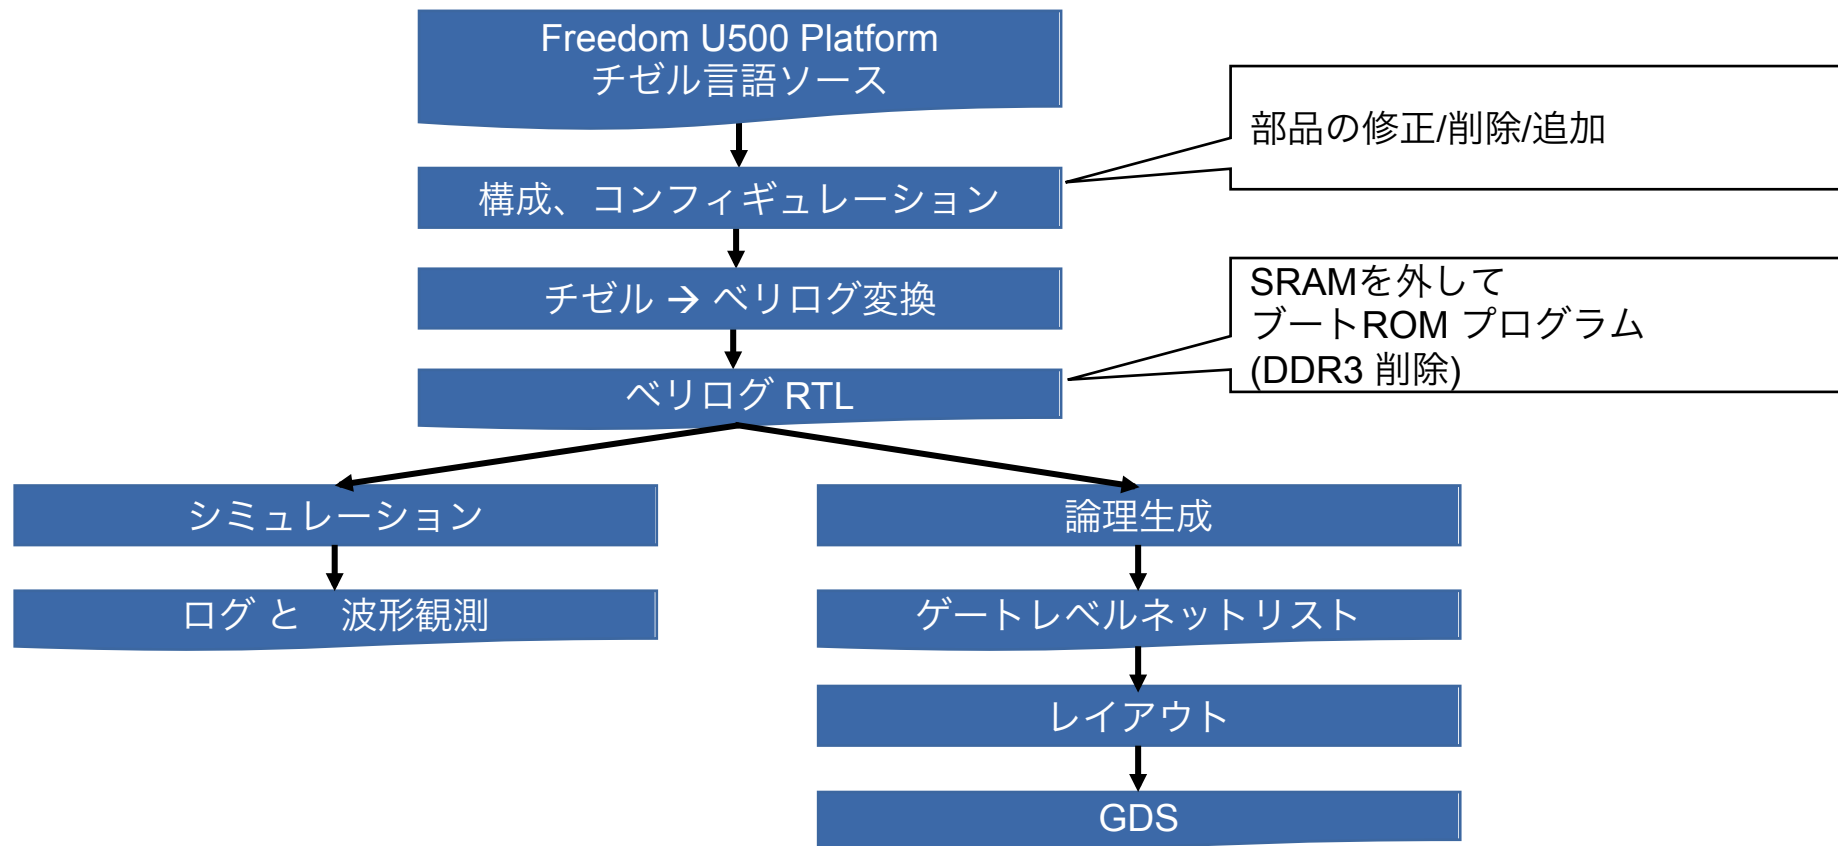 Freedom U500 Platform
チゼル言語ソース
部品の修正/削除/追加
構成、コンフィギュレーション
チゼル → ベリログ変換
SRAMを外して
ブートROM プログラム
(DDR3 削除)
ベリログ RTL
シミュレーション
論理生成
ログ と　波形観測
ゲートレベルネットリスト
レイアウト
GDS